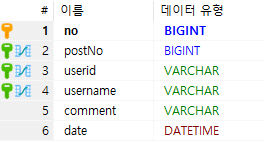 # 이름 데이터 유형
1 no BIGINT
2 postNo BIGINT
3 userid VARCHAR
4 username VARCHAR
5 comment VARCHAR
6 date DATETIME